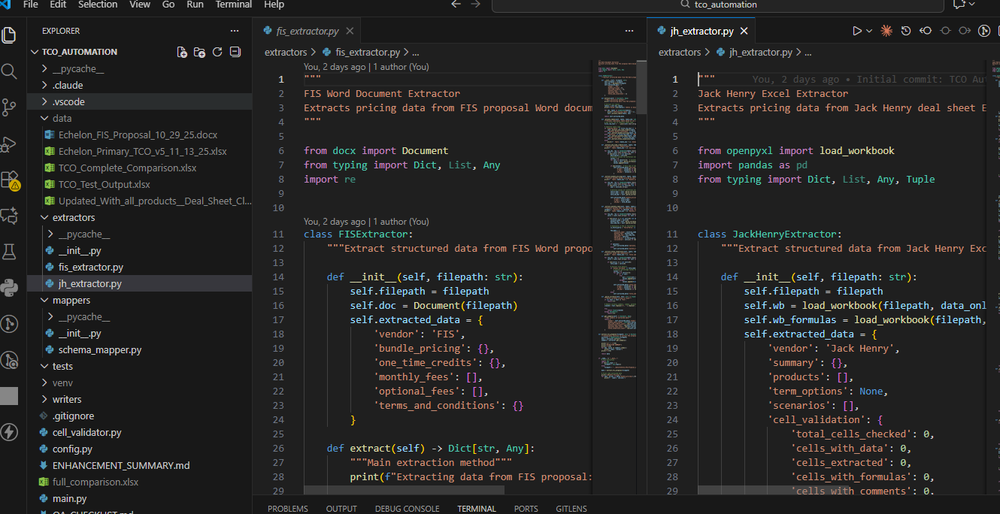 File Edit Selection View Go Run Terminal Help
tco_automation
EXPLORER
TCO_AUTOMATION
__pycache__
.claude
.vscode
data
Echelon_FIS_Proposal_10_29_25.docx
Echelon_Primary_TCO_v5_11_13_25.xlsx
TCO_Complete_Comparison.xlsx
TCO_Test_Output.xlsx
Updated_With_all_products__Deal_Sheet_Cl...
extractors
__pycache__
__init__.py
fis_extractor.py
jh_extractor.py
mappers
__pycache__
__init__.py
schema_mapper.py
tests
venv
writers
.gitignore
cell_validator.py
config.py
ENHANCEMENT_SUMMARY.md
full_comparison.xlsx
main.py
QA_CHECKLIST.md
fis_extractor.py
extractors > fis_extractor.py > ...
You, 2 days ago | 1 author (You)
1 """
2 FIS Word Document Extractor
3 Extracts pricing data from FIS proposal Word docum
4 """
5
6 from docx import Document
7 from typing import Dict, List, Any
8 import re
9
10
You, 2 days ago | 1 author (You)
11 class FISExtractor:
12 """Extract structured data from FIS Word propo
13
14 def __init__(self, filepath: str):
15 self.filepath = filepath
16 self.doc = Document(filepath)
17 self.extracted_data = {
18 'vendor': 'FIS',
19 'bundle_pricing': {},
20 'one_time_credits': {},
21 'monthly_fees': [],
22 'optional_fees': [],
23 'terms_and_conditions': {}
24 }
25
26 def extract(self) -> Dict[str, Any]:
27 """Main extraction method"""
28 print(f"Extracting data from FIS proposal:
29
jh_extractor.py
extractors > jh_extractor.py > ...
1 """ You, 2 days ago • Initial commit: TCO Au
2 Jack Henry Excel Extractor
3 Extracts pricing data from Jack Henry deal sheet E
4 """
5
6 from openpyxl import load_workbook
7 import pandas as pd
8 from typing import Dict, List, Any, Tuple
9
10
11 class JackHenryExtractor:
12 """Extract structured data from Jack Henry Exc
13
14 def __init__(self, filepath: str):
15 self.filepath = filepath
16 self.wb = load_workbook(filepath, data_onl
17 self.wb_formulas = load_workbook(filepath,
18 self.extracted_data = {
19 'vendor': 'Jack Henry',
20 'summary': {},
21 'products': [],
22 'term_options': None,
23 'scenarios': [],
24 'cell_validation': {
25 'total_cells_checked': 0,
26 'cells_with_data': 0,
27 'cells_extracted': 0,
28 'cells_with_formulas': 0,
29 'cells_with_comments': 0,
PROBLEMS OUTPUT DEBUG CONSOLE TERMINAL PORTS GITLENS